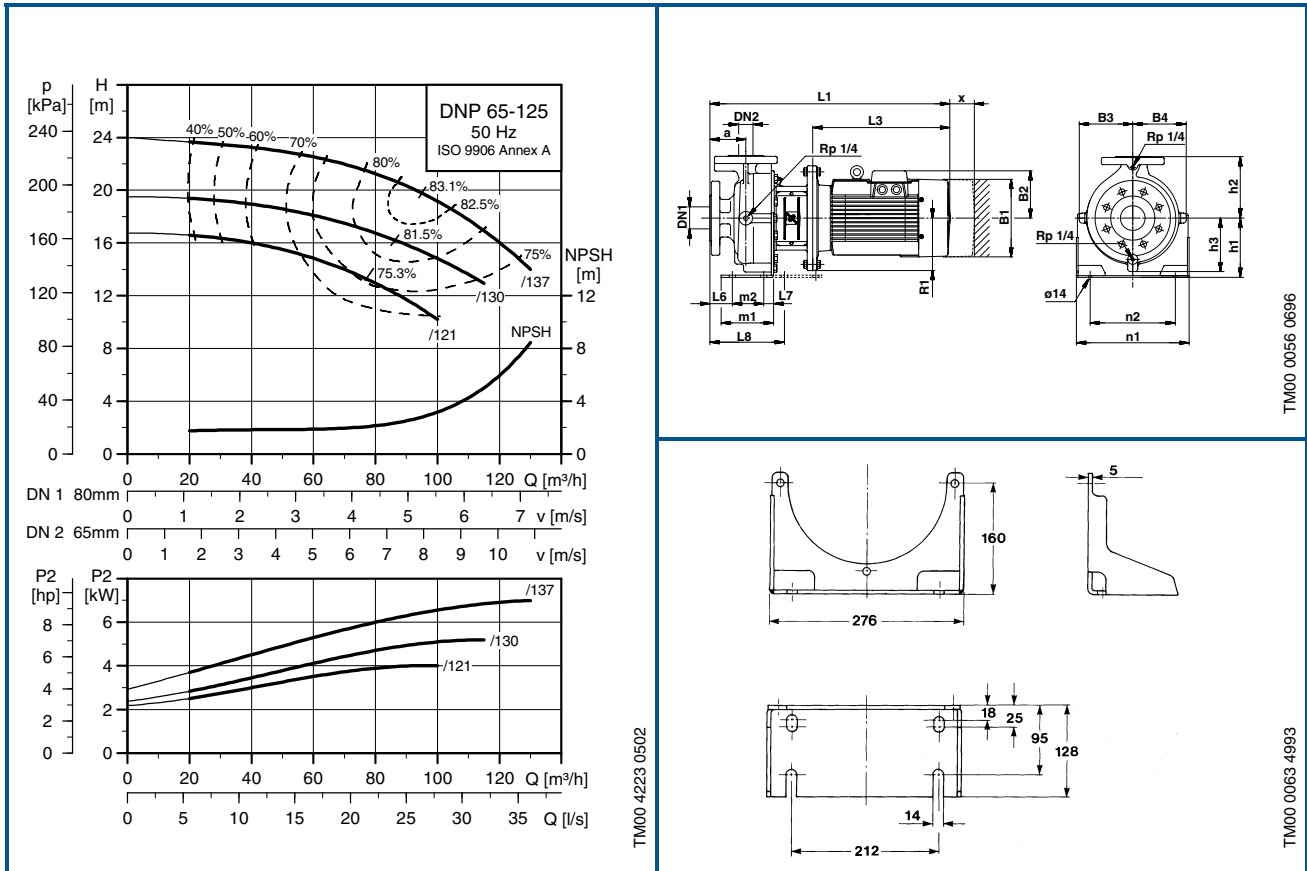 p
[kPa]
H
[m]
DNP 65-125
50 Hz
ISO 9906 Annex A
240
200
160
120
80
40
0
24
20
16
12
8
4
0
40%
50%
60%
70%
80%
83.1%
82.5%
81.5%
75.3%
75%
/137
/130
/121
NPSH
[m]
12
8
4
0
NPSH
0 20 40 60 80 100 120 Q [m³/h]
DN 1 80mm
0 1 2 3 4 5 6 7 v [m/s]
DN 2 65mm
0 1 2 3 4 5 6 7 8 9 10 v [m/s]
P2
[hp]
P2
[kW]
8
6
4
2
0
6
4
2
0
/137
/130
/121
0 20 40 60 80 100 120 Q [m³/h]
0 5 10 15 20 25 30 35 Q [l/s]
TM00 4223 0502
L1
x
DN2
L3
a
Rp 1/4
DN1
B1
B2
R1
L6
m2
L7
m1
L8
B3
B4
Rp 1/4
h2
h3
h1
Rp 1/4
ø14
n2
n1
TM00 0056 0696
5
160
276
18
25
95
128
14
212
TM00 0063 4993